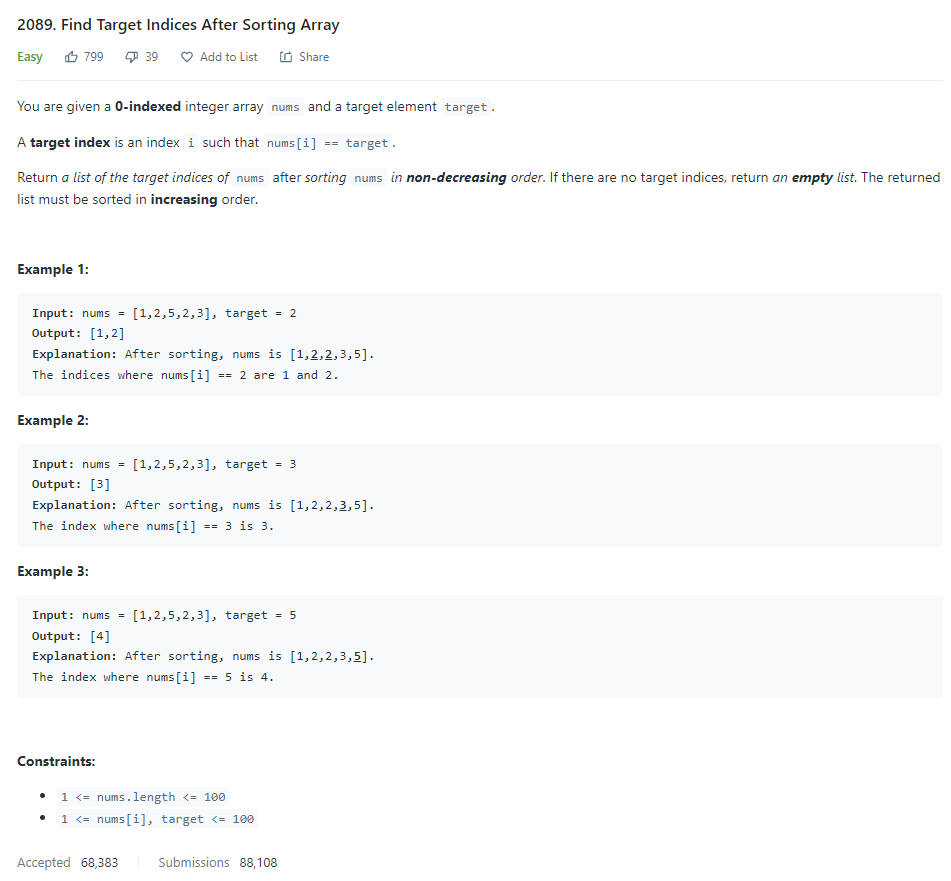 2089. Find Target Indices After Sorting Array
Easy 799 39 Add to List Share
You are given a 0-indexed integer array nums and a target element target.
A target index is an index i such that nums[i] == target.
Return a list of the target indices of nums after sorting nums in non-decreasing order. If there are no target indices, return an empty list. The returned
list must be sorted in increasing order.
Example 1:
Input: nums = [1,2,5,2,3], target = 2
Output: [1,2]
Explanation: After sorting, nums is [1,2,2,3,5].
The indices where nums[i] == 2 are 1 and 2.
Example 2:
Input: nums = [1,2,5,2,3], target = 3
Output: [3]
Explanation: After sorting, nums is [1,2,2,3,5].
The index where nums[i] == 3 is 3.
Example 3:
Input: nums = [1,2,5,2,3], target = 5
Output: [4]
Explanation: After sorting, nums is [1,2,2,3,5].
The index where nums[i] == 5 is 4.
Constraints:
• 1 <= nums.length <= 100
• 1 <= nums[i], target <= 100
Accepted 68,383 Submissions 88,108